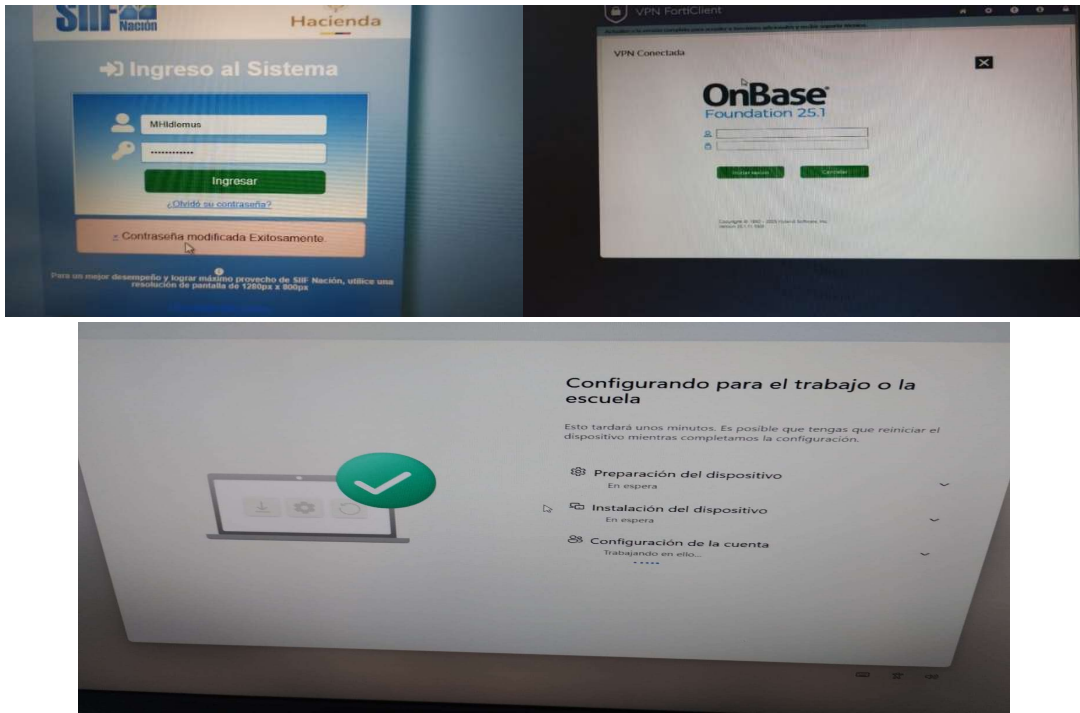 SIIF Nación
Hacienda
Ingreso al Sistema
MHIdlemus
************
Ingresar
¿Olvidó su contraseña?
- Contraseña modificada Exitosamente.
Para un mejor desempeño y lograr máximo provecho de SIIF Nación, utilice una
resolución de pantalla de 1280px x 800px
VPN FortiClient
VPN Conectada
OnBase®
Foundation 25.1
Iniciar sesión
Cancelar
Configurando para el trabajo o la
escuela
Esto tardará unos minutos. Es posible que tengas que reiniciar el
dispositivo mientras completamos la configuración.
Preparación del dispositivo
En espera
Instalación del dispositivo
En espera
Configuración de la cuenta
Trabajando en ello...